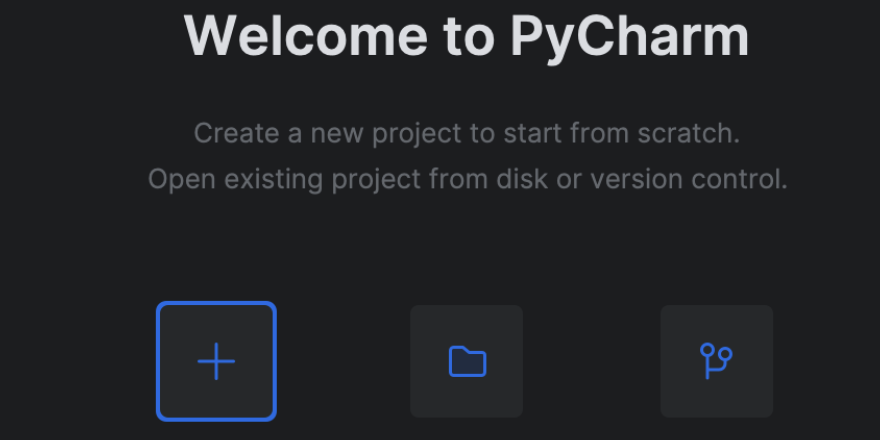 Welcome to PyCharm
Create a new project to start from scratch.
Open existing project from disk or version control.